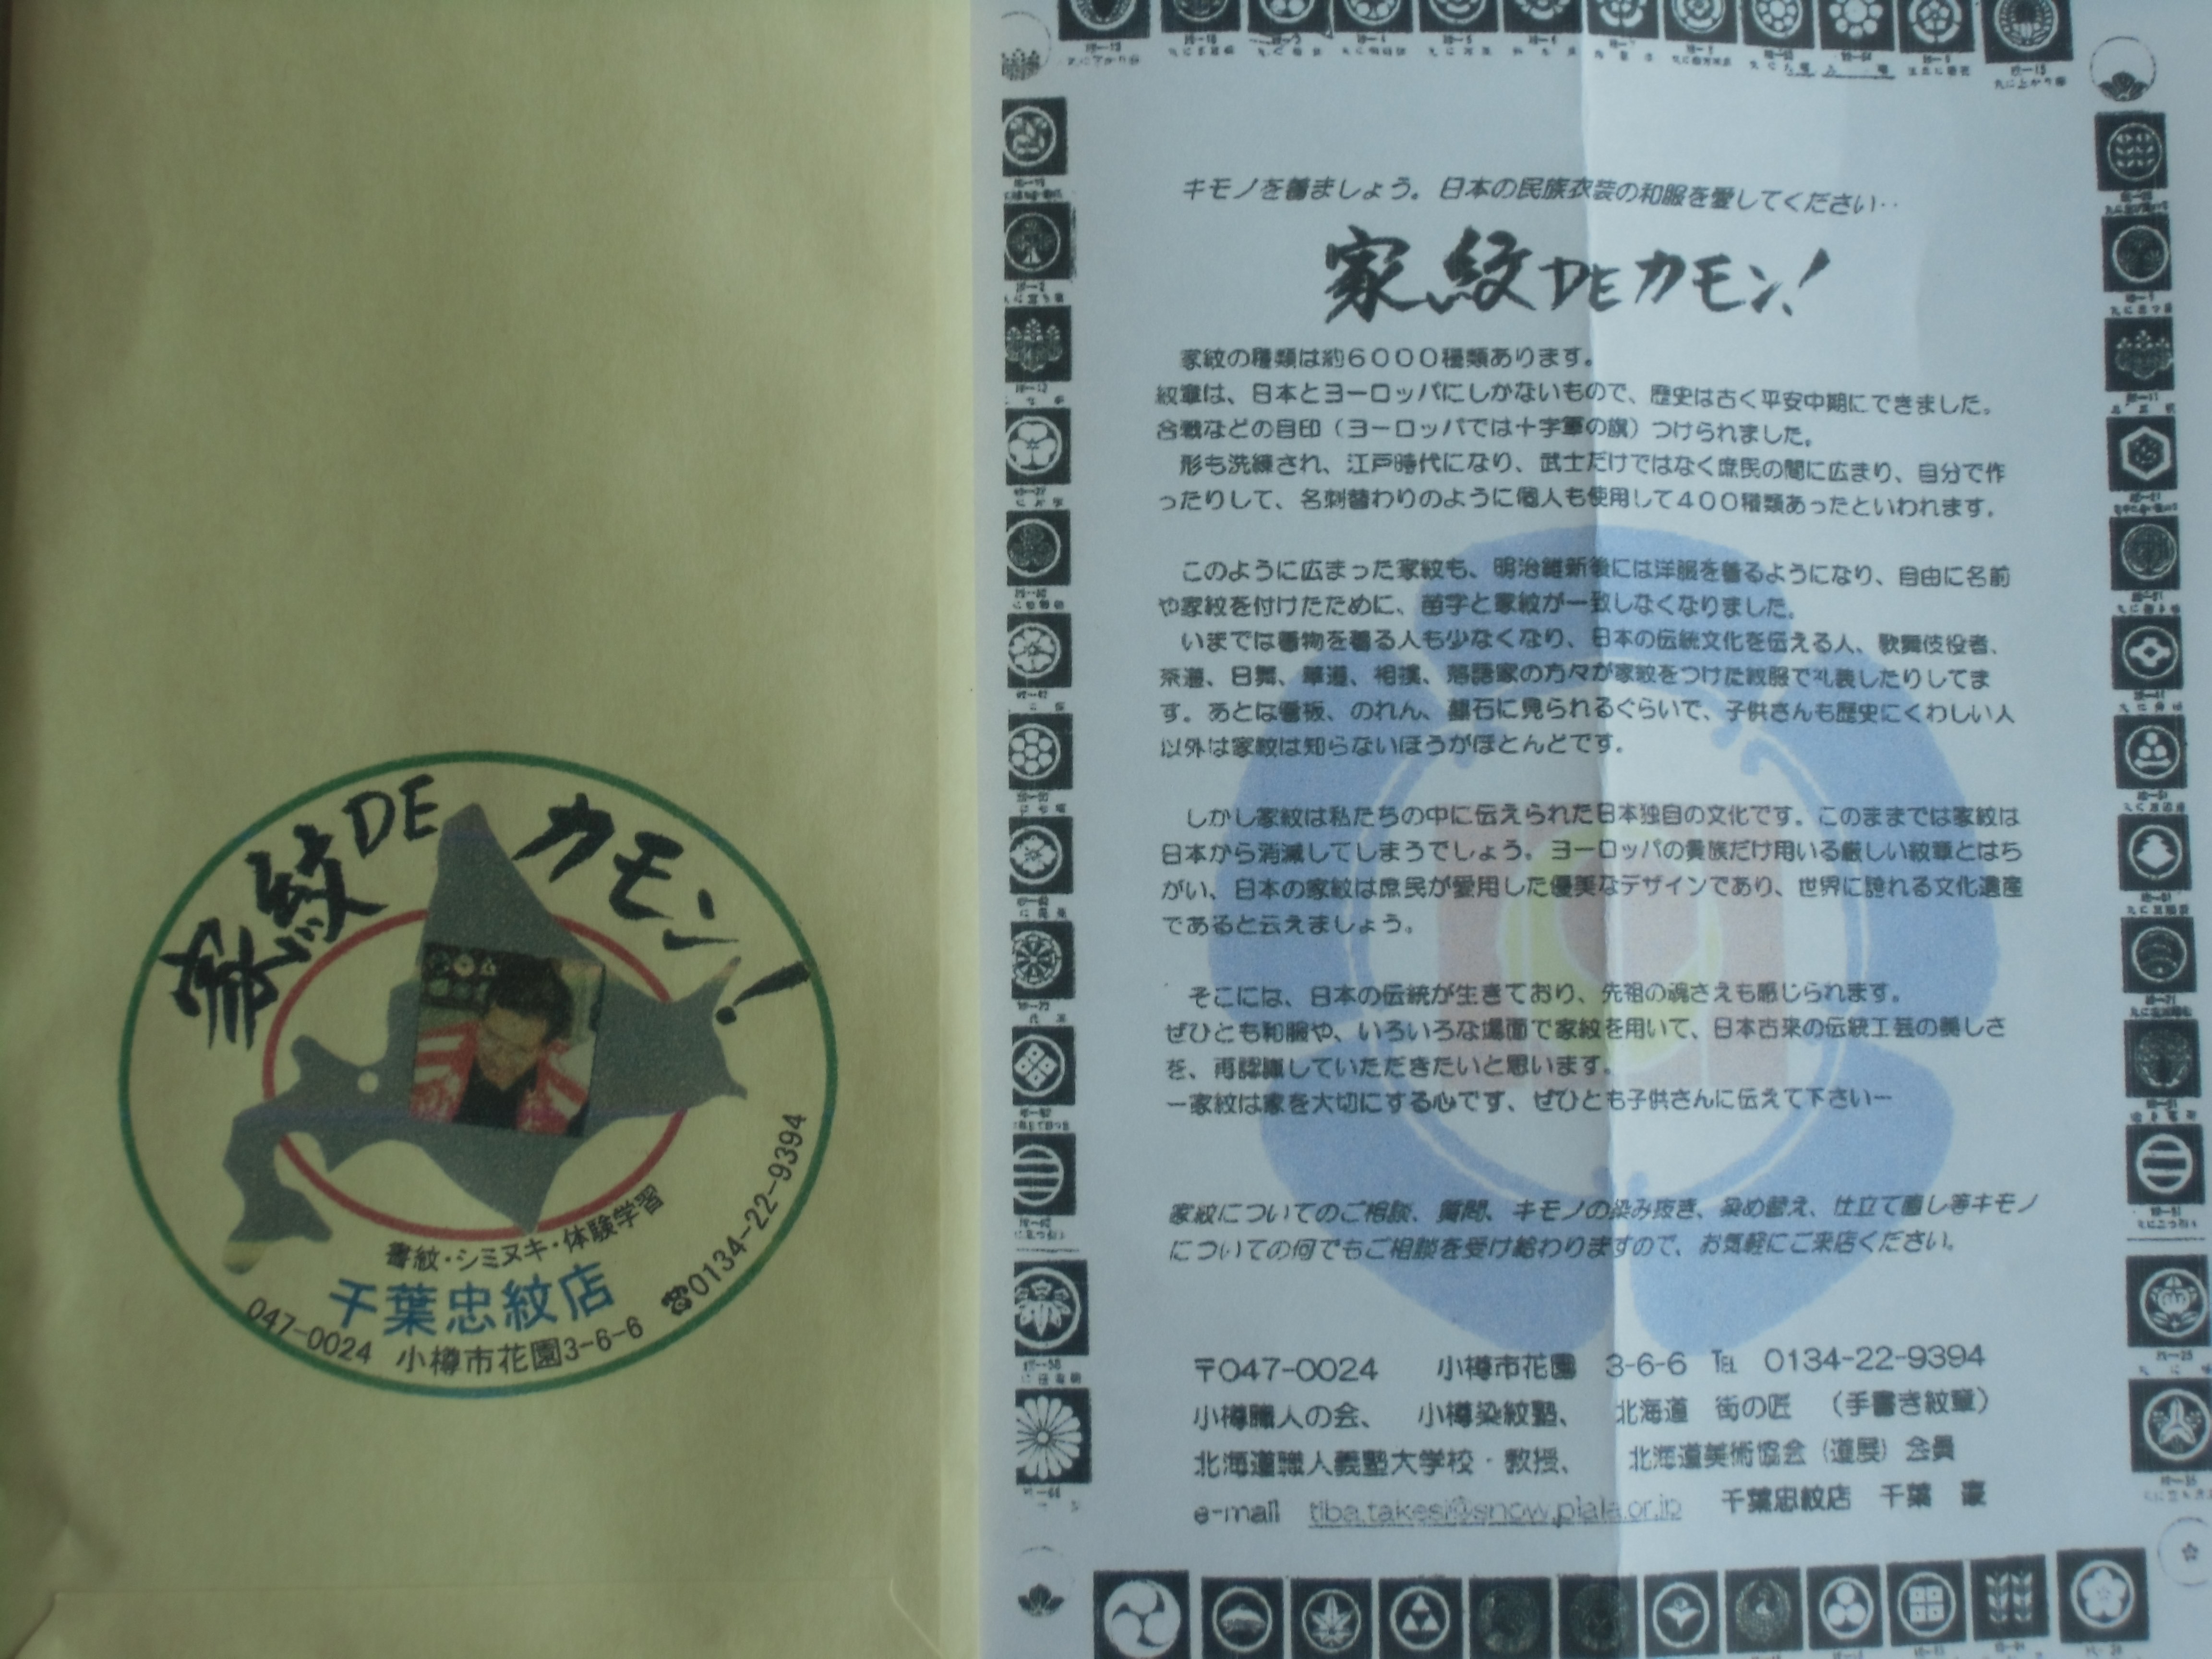 家紋DE カモン!
書紋・シミヌキ・体験学習
千葉忠紋店
047-0024 小樽市花園3-6-6 ☎0134-22-9394
キモノを着ましょう。日本の民族衣装の和服を愛してください‥
家紋DEカモン!
家紋の種類は約6000種類あります。
紋章は、日本とヨーロッパにしかないもので、歴史は古く平安中期にできました。
合戦などの目印（ヨーロッパでは十字軍の旗）つけられました。
形も洗練され、江戸時代になり、武士だけではなく庶民の間に広まり、自分で作
ったりして、名刺替わりのように個人も使用して400種類あったといわれます。
このように広まった家紋も、明治維新後には洋服を着るようになり、自由に名前
や家紋を付けたために、苗字と家紋が一致しなくなりました。
いまでは着物を着る人も少なくなり、日本の伝統文化を伝える人、歌舞伎役者、
茶道、日舞、華道、相撲、落語家の方々が家紋をつけた紋服で礼装したりしてま
す。あとは看板、のれん、墓石に見られるぐらいで、子供さんも歴史にくわしい人
以外は家紋は知らないほうがほとんどです。
しかし家紋は私たちの中に伝えられた日本独自の文化です。このままでは家紋は
日本から消滅してしまうでしょう。ヨーロッパの貴族だけ用いる厳しい紋章とはち
がい、日本の家紋は庶民が愛用した優美なデザインであり、世界に誇れる文化遺産
であると云えましょう。
そこには、日本の伝統が生きており、先祖の魂さえも感じられます。
ぜひとも和服や、いろいろな場面で家紋を用いて、日本古来の伝統工芸の美しさ
を、再認識していただきたいと思います。
ー家紋は家を大切にする心です、ぜひとも子供さんに伝えて下さいー
家紋についてのご相談、質問、キモノの染み抜き、染め替え、仕立て直し等キモノ
についての何でもご相談を受け給わりますので、お気軽にご来店ください。
〒047-0024 小樽市花園 3-6-6 ℡ 0134-22-9394
小樽職人の会、 小樽染紋塾、 北海道 街の匠 （手書き紋章）
北海道職人義塾大学校・教授、 北海道美術協会（道展）会員
e-mail tiba.takesi@snow.plala.or.jp 千葉忠紋店 千葉 豪